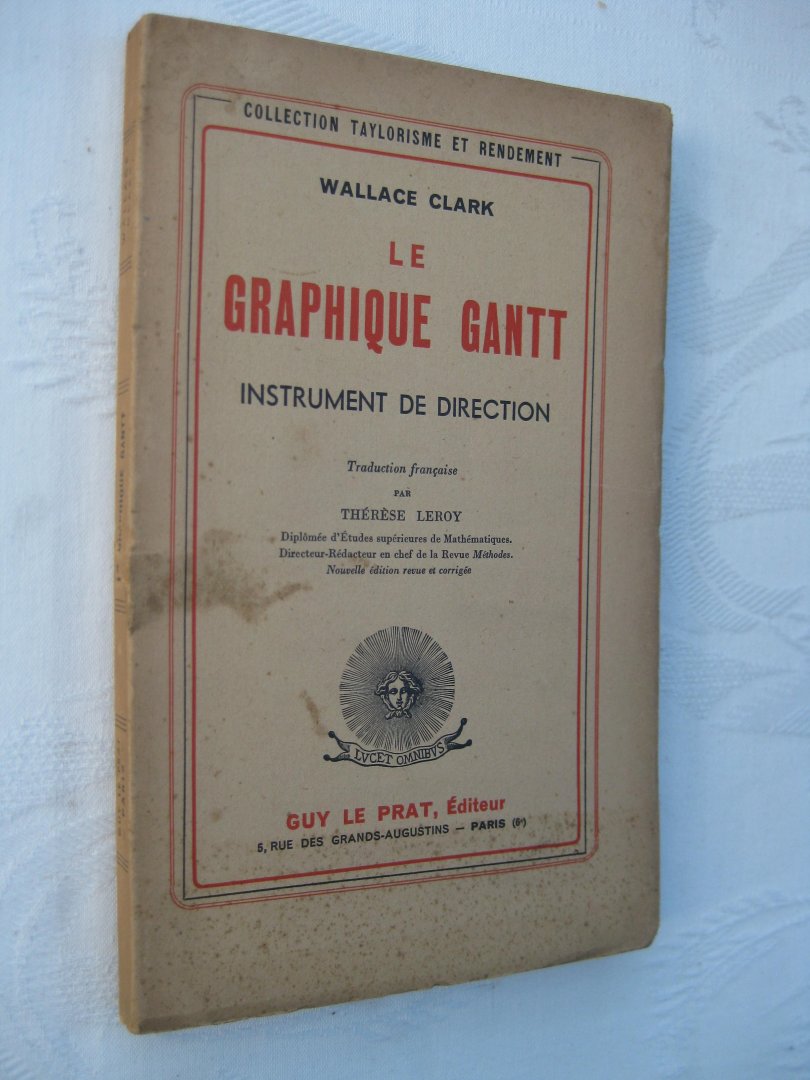 COLLECTION TAYLORISME ET RENDEMENT
WALLACE CLARK
LE
GRAPHIQUE GANTT
INSTRUMENT DE DIRECTION
Traduction française
PAR
THÉRÈSE LEROY
Diplômée d'Études supérieures de Mathématiques.
Directeur-Rédacteur en chef de la Revue Méthodes.
Nouvelle édition revue et corrigée
LVCET OMNIBVS
GUY LE PRAT, Éditeur
5, RUE DES GRANDS-AUGUSTINS — PARIS (6e)
GANTT